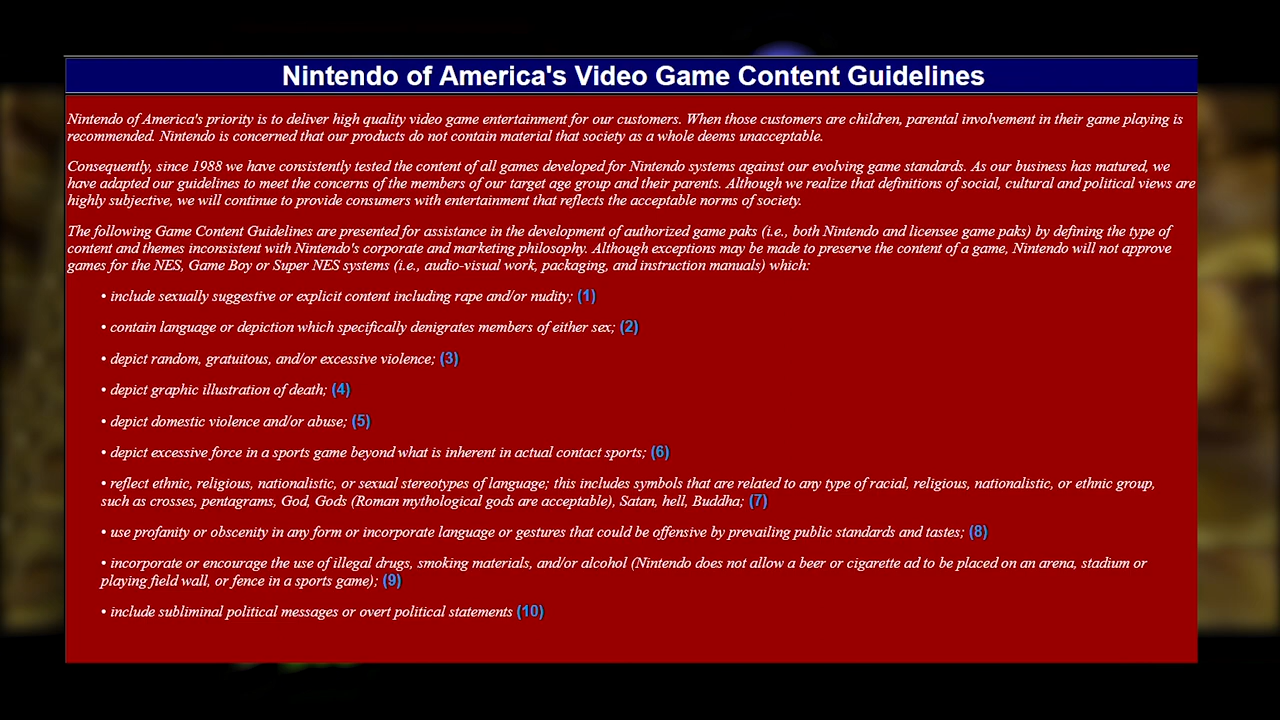 Nintendo of America's Video Game Content Guidelines
Nintendo of America's priority is to deliver high quality video game entertainment for our customers. When those customers are children, parental involvement in their game playing is
recommended. Nintendo is concerned that our products do not contain material that society as a whole deems unacceptable.
Consequently, since 1988 we have consistently tested the content of all games developed for Nintendo systems against our evolving game standards. As our business has matured, we
have adapted our guidelines to meet the concerns of the members of our target age group and their parents. Although we realize that definitions of social, cultural and political views are
highly subjective, we will continue to provide consumers with entertainment that reflects the acceptable norms of society.
The following Game Content Guidelines are presented for assistance in the development of authorized game paks (i.e., both Nintendo and licensee game paks) by defining the type of
content and themes inconsistent with Nintendo's corporate and marketing philosophy. Although exceptions may be made to preserve the content of a game, Nintendo will not approve
games for the NES, Game Boy or Super NES systems (i.e., audio-visual work, packaging, and instruction manuals) which:
• include sexually suggestive or explicit content including rape and/or nudity; (1)
• contain language or depiction which specifically denigrates members of either sex; (2)
• depict random, gratuitous, and/or excessive violence; (3)
• depict graphic illustration of death; (4)
• depict domestic violence and/or abuse; (5)
• depict excessive force in a sports game beyond what is inherent in actual contact sports; (6)
• reflect ethnic, religious, nationalistic, or sexual stereotypes of language; this includes symbols that are related to any type of racial, religious, nationalistic, or ethnic group,
such as crosses, pentagrams, God, Gods (Roman mythological gods are acceptable), Satan, hell, Buddha; (7)
• use profanity or obscenity in any form or incorporate language or gestures that could be offensive by prevailing public standards and tastes; (8)
• incorporate or encourage the use of illegal drugs, smoking materials, and/or alcohol (Nintendo does not allow a beer or cigarette ad to be placed on an arena, stadium or
playing field wall, or fence in a sports game); (9)
• include subliminal political messages or overt political statements (10)